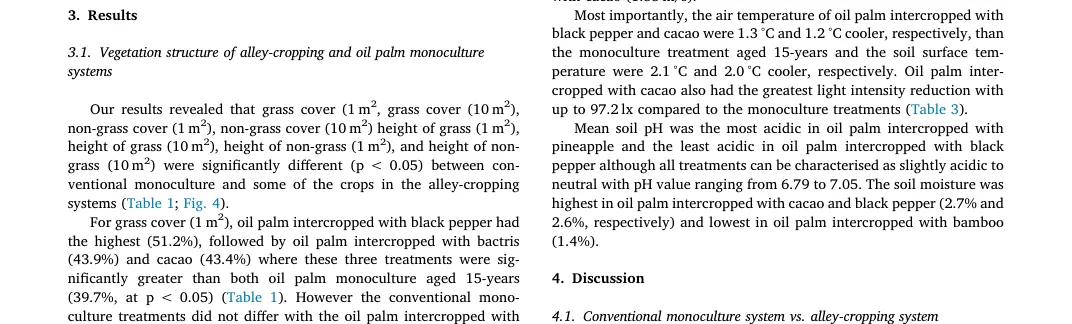 3. Results
3.1. Vegetation structure of alley-cropping and oil palm monoculture
systems
Our results revealed that grass cover (1 m², grass cover (10 m²),
non-grass cover (1 m²), non-grass cover (10 m²) height of grass (1 m²),
height of grass (10 m²), height of non-grass (1 m²), and height of non-
grass (10 m²) were significantly different (p < 0.05) between con-
ventional monoculture and some of the crops in the alley-cropping
systems (Table 1; Fig. 4).
For grass cover (1 m²), oil palm intercropped with black pepper had
the highest (51.2%), followed by oil palm intercropped with bactris
(43.9%) and cacao (43.4%) where these three treatments were sig-
nificantly greater than both oil palm monoculture aged 15-years
(39.7%, at p < 0.05) (Table 1). However the conventional mono-
culture treatments did not differ with the oil palm intercropped with
Most importantly, the air temperature of oil palm intercropped with
black pepper and cacao were 1.3 °C and 1.2 °C cooler, respectively, than
the monoculture treatment aged 15-years and the soil surface tem-
perature were 2.1 °C and 2.0 °C cooler, respectively. Oil palm inter-
cropped with cacao also had the greatest light intensity reduction with
up to 97.2 lx compared to the monoculture treatments (Table 3).
Mean soil pH was the most acidic in oil palm intercropped with
pineapple and the least acidic in oil palm intercropped with black
pepper although all treatments can be characterised as slightly acidic to
neutral with pH value ranging from 6.79 to 7.05. The soil moisture was
highest in oil palm intercropped with cacao and black pepper (2.7% and
2.6%, respectively) and lowest in oil palm intercropped with bamboo
(1.4%).
4. Discussion
4.1. Conventional monoculture system vs. alley-cropping system